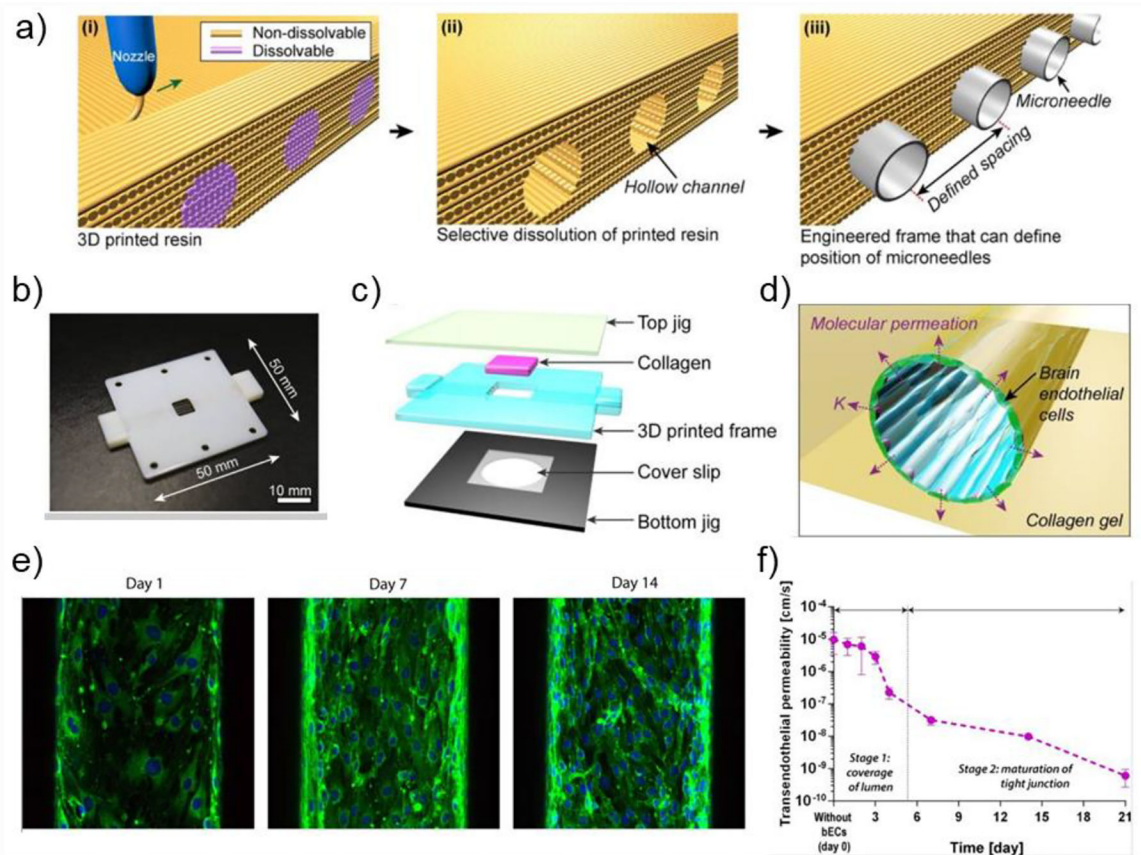 a)
(i)
Nozzle
Non-dissolvable
Dissolvable
3D printed resin
(ii)
Hollow channel
Selective dissolution of printed resin
(iii)
Microneedle
Defined spacing
Engineered frame that can define
position of microneedles
b)
50 mm
50 mm
10 mm
c)
Top jig
Collagen
3D printed frame
Cover slip
Bottom jig
d)
Molecular permeation
K
Brain
endothelial
cells
Collagen gel
e)
Day 1
Day 7
Day 14
f)
Transendothelial permeability [cm/s]
10-4
10-5
10-6
10-7
10-8
10-9
10-10
Stage 1:
coverage
of lumen
Stage 2: maturation of
tight junction
Without
bECs
(day 0)
3 6 9 12 15 18 21
Time [day]